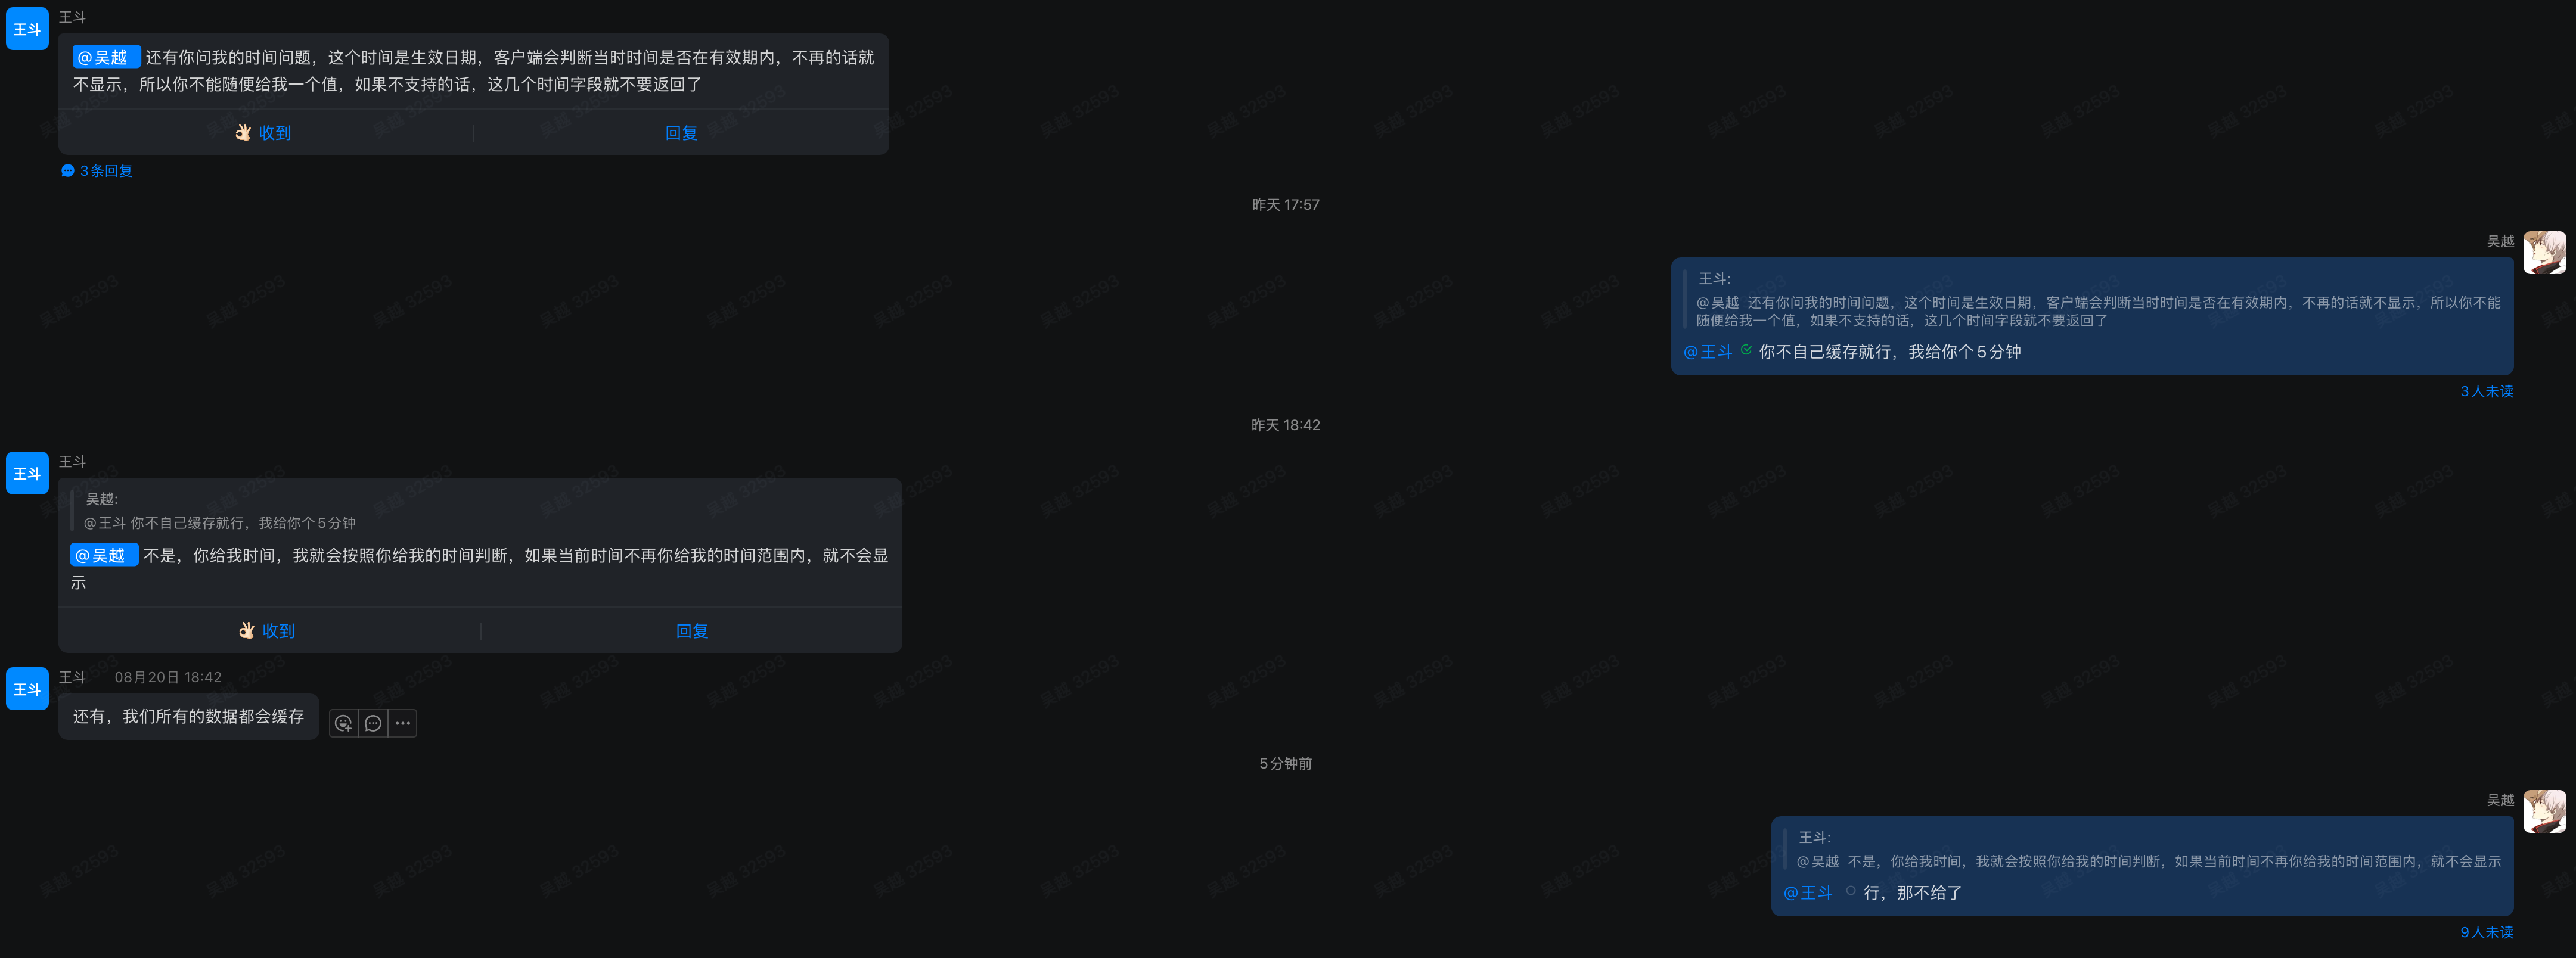 王斗
王斗
@吴越 还有你问我的时间问题，这个时间是生效日期，客户端会判断当时时间是否在有效期内，不再的话就
不显示，所以你不能随便给我一个值，如果不支持的话，这几个时间字段就不要返回了
收到
回复
3条回复
昨天 17:57
吴越
王斗:
@吴越 还有你问我的时间问题，这个时间是生效日期，客户端会判断当时时间是否在有效期内，不再的话就不显示，所以你不能
随便给我一个值，如果不支持的话，这几个时间字段就不要返回了
@王斗 你不自己缓存就行，我给你个5分钟
3人未读
昨天 18:42
王斗
王斗
吴越:
@王斗 你不自己缓存就行，我给你个5分钟
@吴越 不是，你给我时间，我就会按照你给我的时间判断，如果当前时间不再你给我的时间范围内，就不会显
示
收到
回复
王斗
王斗 08月20日 18:42
还有，我们所有的数据都会缓存
5分钟前
吴越
王斗:
@吴越 不是，你给我时间，我就会按照你给我的时间判断，如果当前时间不再你给我的时间范围内，就不会显示
@王斗 行，那不给了
9人未读
吴越 32593